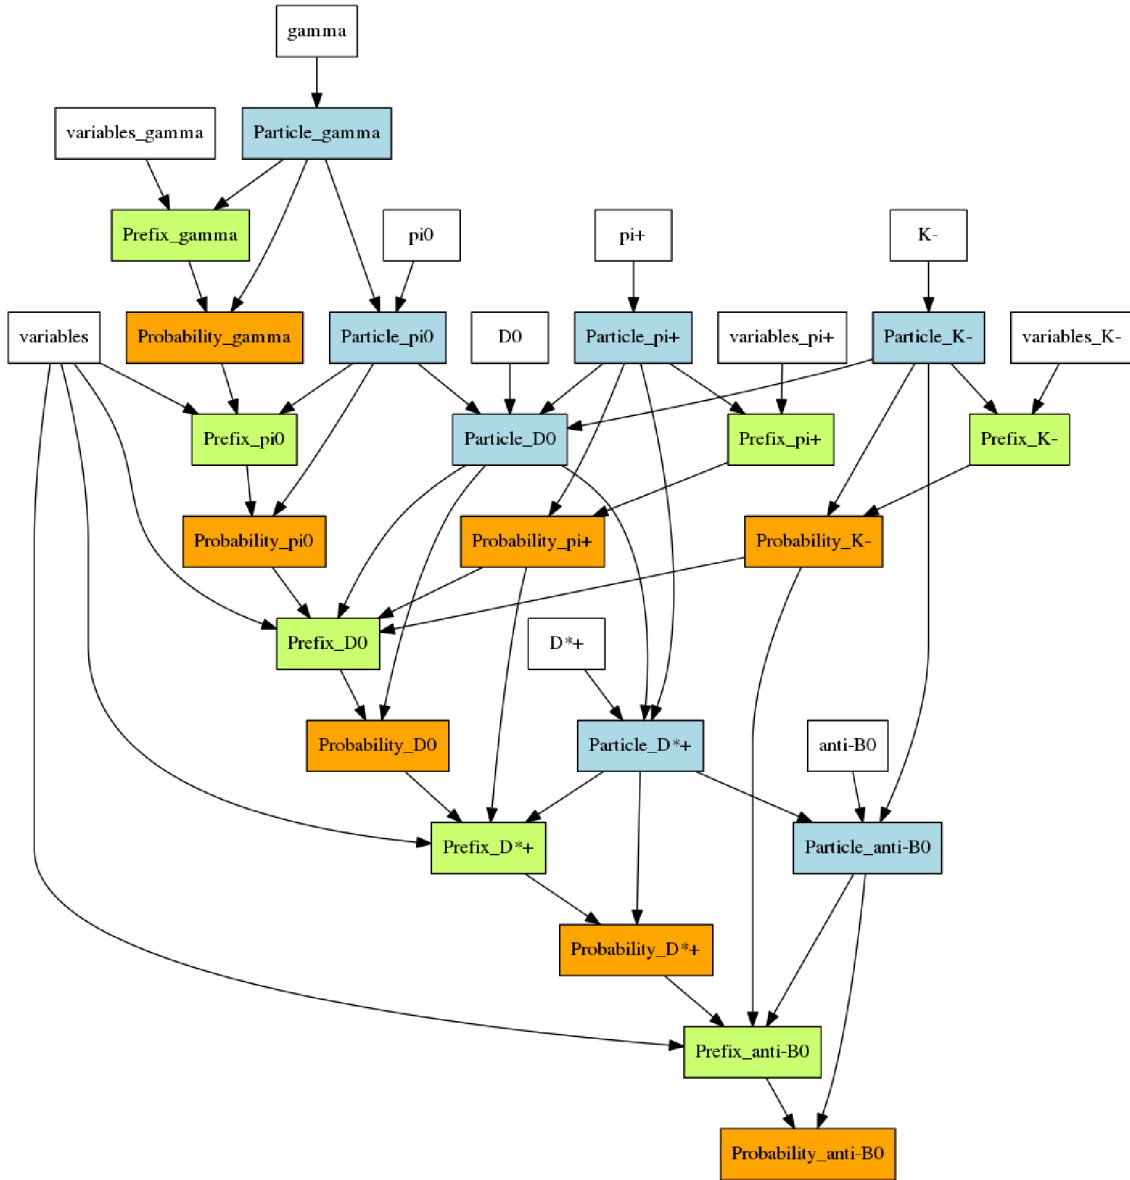 gamma
variables_gamma
Particle_gamma
Prefix_gamma
pi0
pi+
K-
variables
Probability_gamma
Particle_pi0
D0
Particle_pi+
variables_pi+
Particle_K-
variables_K-
Prefix_pi0
Particle_D0
Prefix_pi+
Prefix_K-
Probability_pi0
Probability_pi+
Probability_K-
Prefix_D0
D*+
Probability_D0
Particle_D*+
anti-B0
Prefix_D*+
Particle_anti-B0
Probability_D*+
Prefix_anti-B0
Probability_anti-B0